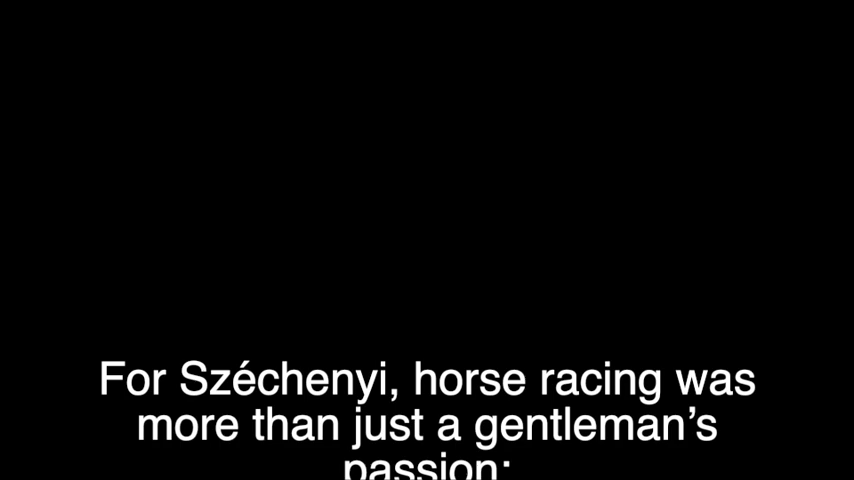 For Széchenyi, horse racing was
more than just a gentleman’s
passion: